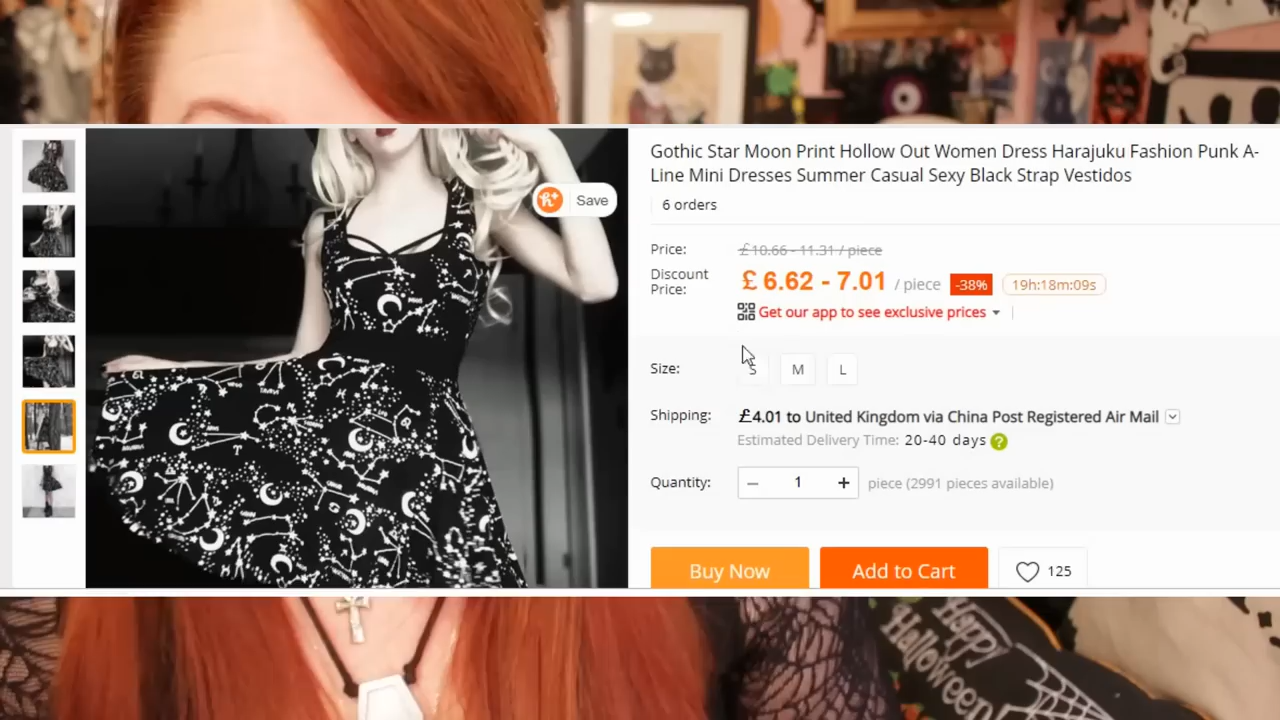 Gothic Star Moon Print Hollow Out Women Dress Harajuku Fashion Punk A-
Line Mini Dresses Summer Casual Sexy Black Strap Vestidos
6 orders
Price: £ 10.66 - 11.31 / piece
Discount Price: £ 6.62 - 7.01 / piece -38% 19h:18m:09s
Get our app to see exclusive prices
Save
Size: S M L
Shipping: £4.01 to United Kingdom via China Post Registered Air Mail
Estimated Delivery Time: 20-40 days ?
Quantity: − 1 + piece (2991 pieces available)
Buy Now Add to Cart 125
Happy
Halloween